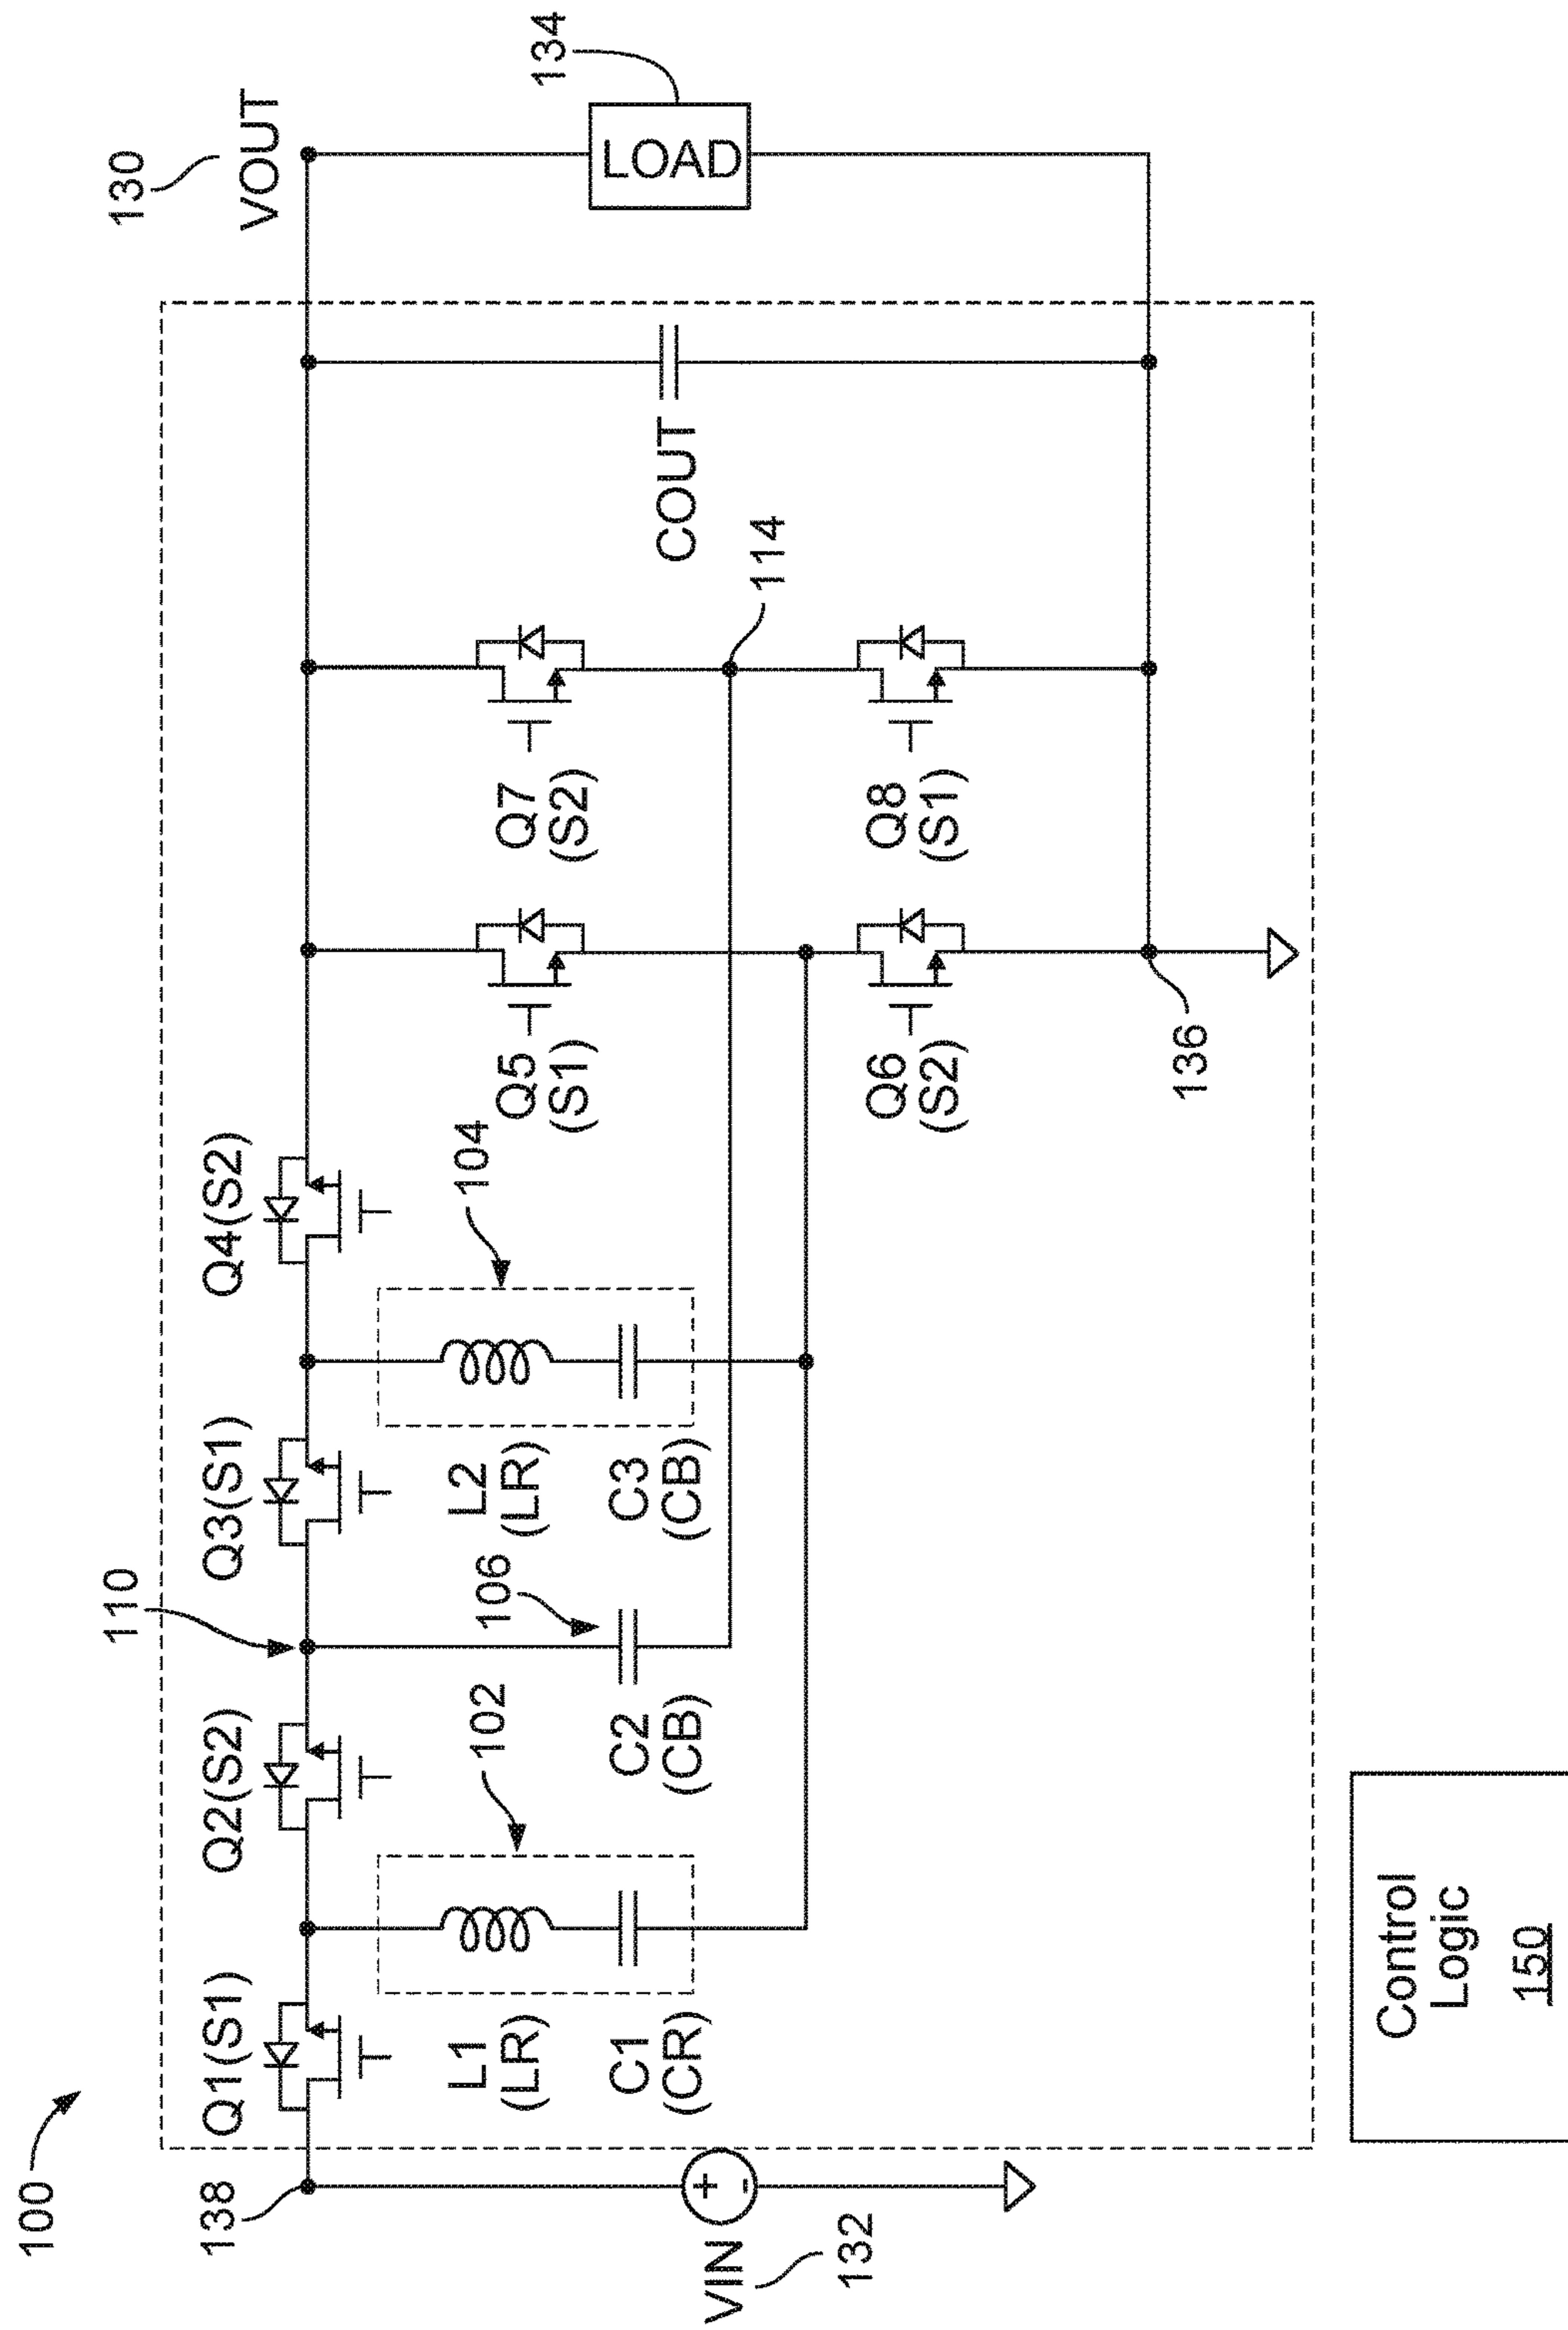 100
138
VIN
132
Q1(S1)
L1
(LR)
C1
(CR)
102
Q2(S2)
C2
(CB)
106
110
Q3(S1)
L2
(LR)
C3
(CB)
104
Q4(S2)
Q5
(S1)
Q6
(S2)
136
Q7
(S2)
Q8
(S1)
114
COUT
130
VOUT
LOAD
134
Control
Logic
150